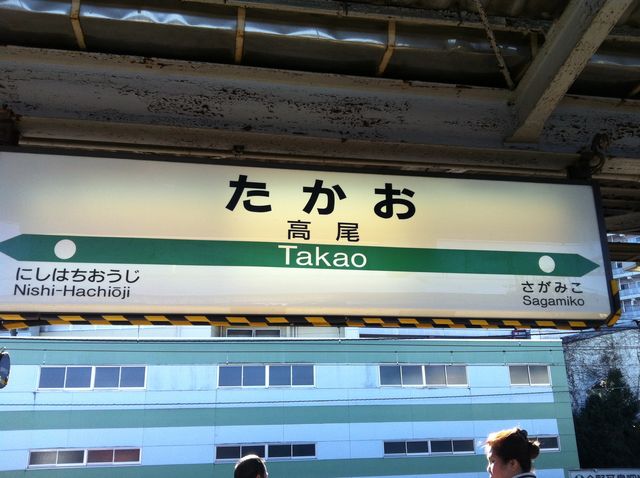 たかお
高尾
Takao
にしはちおうじ
Nishi-Hachiōji
さがみこ
Sagamiko